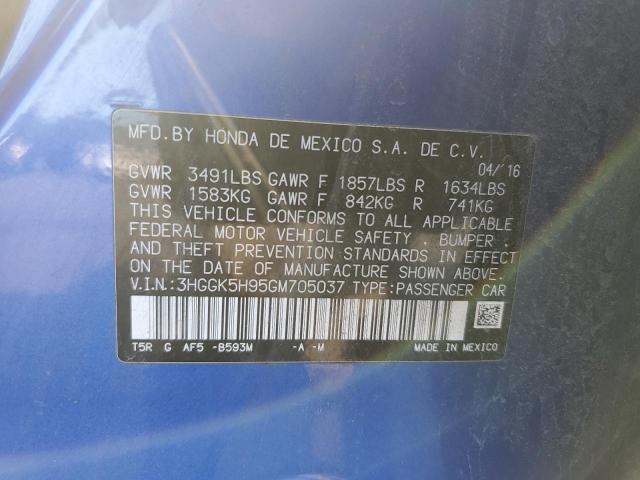 MFD. BY HONDA DE MEXICO S.A. DE C.V.
04/16
GVWR 3491LBS GAWR F 1857LBS R 1634LBS
GVWR 1583KG GAWR F 842KG R 741KG
THIS VEHICLE CONFORMS TO ALL APPLICABLE
FEDERAL MOTOR VEHICLE SAFETY . BUMPER .
AND THEFT PREVENTION STANDARDS IN EFFECT
ON THE DATE OF MANUFACTURE SHOWN ABOVE.
V.I.N.:3HGGK5H95GM705037 TYPE:PASSENGER CAR
T5R G AF5 -B593M -A -M MADE IN MEXICO